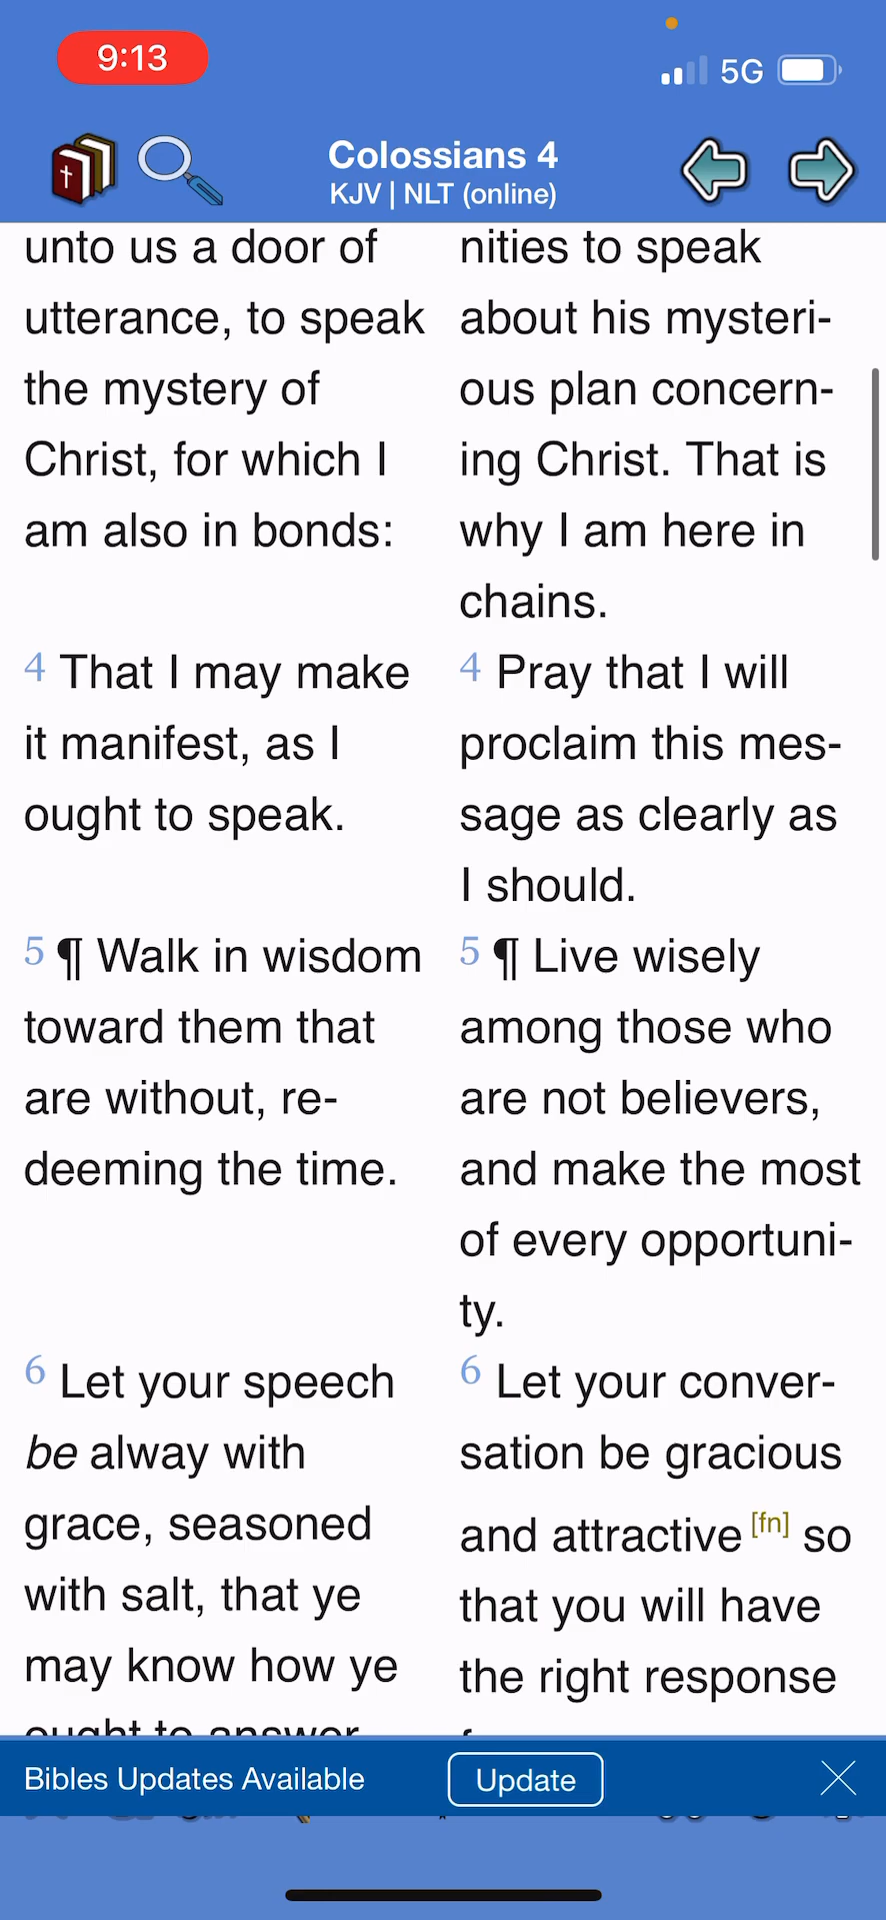 9:13
5G
Colossians 4
KJV | NLT (online)
unto us a door of
utterance, to speak
the mystery of
Christ, for which I
am also in bonds:
4 That I may make
it manifest, as I
ought to speak.
5 ¶ Walk in wisdom
toward them that
are without, re-
deeming the time.
6 Let your speech
be alway with
grace, seasoned
with salt, that ye
may know how ye
ought to answer
nities to speak
about his mysteri-
ous plan concern-
ing Christ. That is
why I am here in
chains.
4 Pray that I will
proclaim this mes-
sage as clearly as
I should.
5 ¶ Live wisely
among those who
are not believers,
and make the most
of every opportuni-
ty.
6 Let your conver-
sation be gracious
and attractive [fn] so
that you will have
the right response
Bibles Updates Available
Update